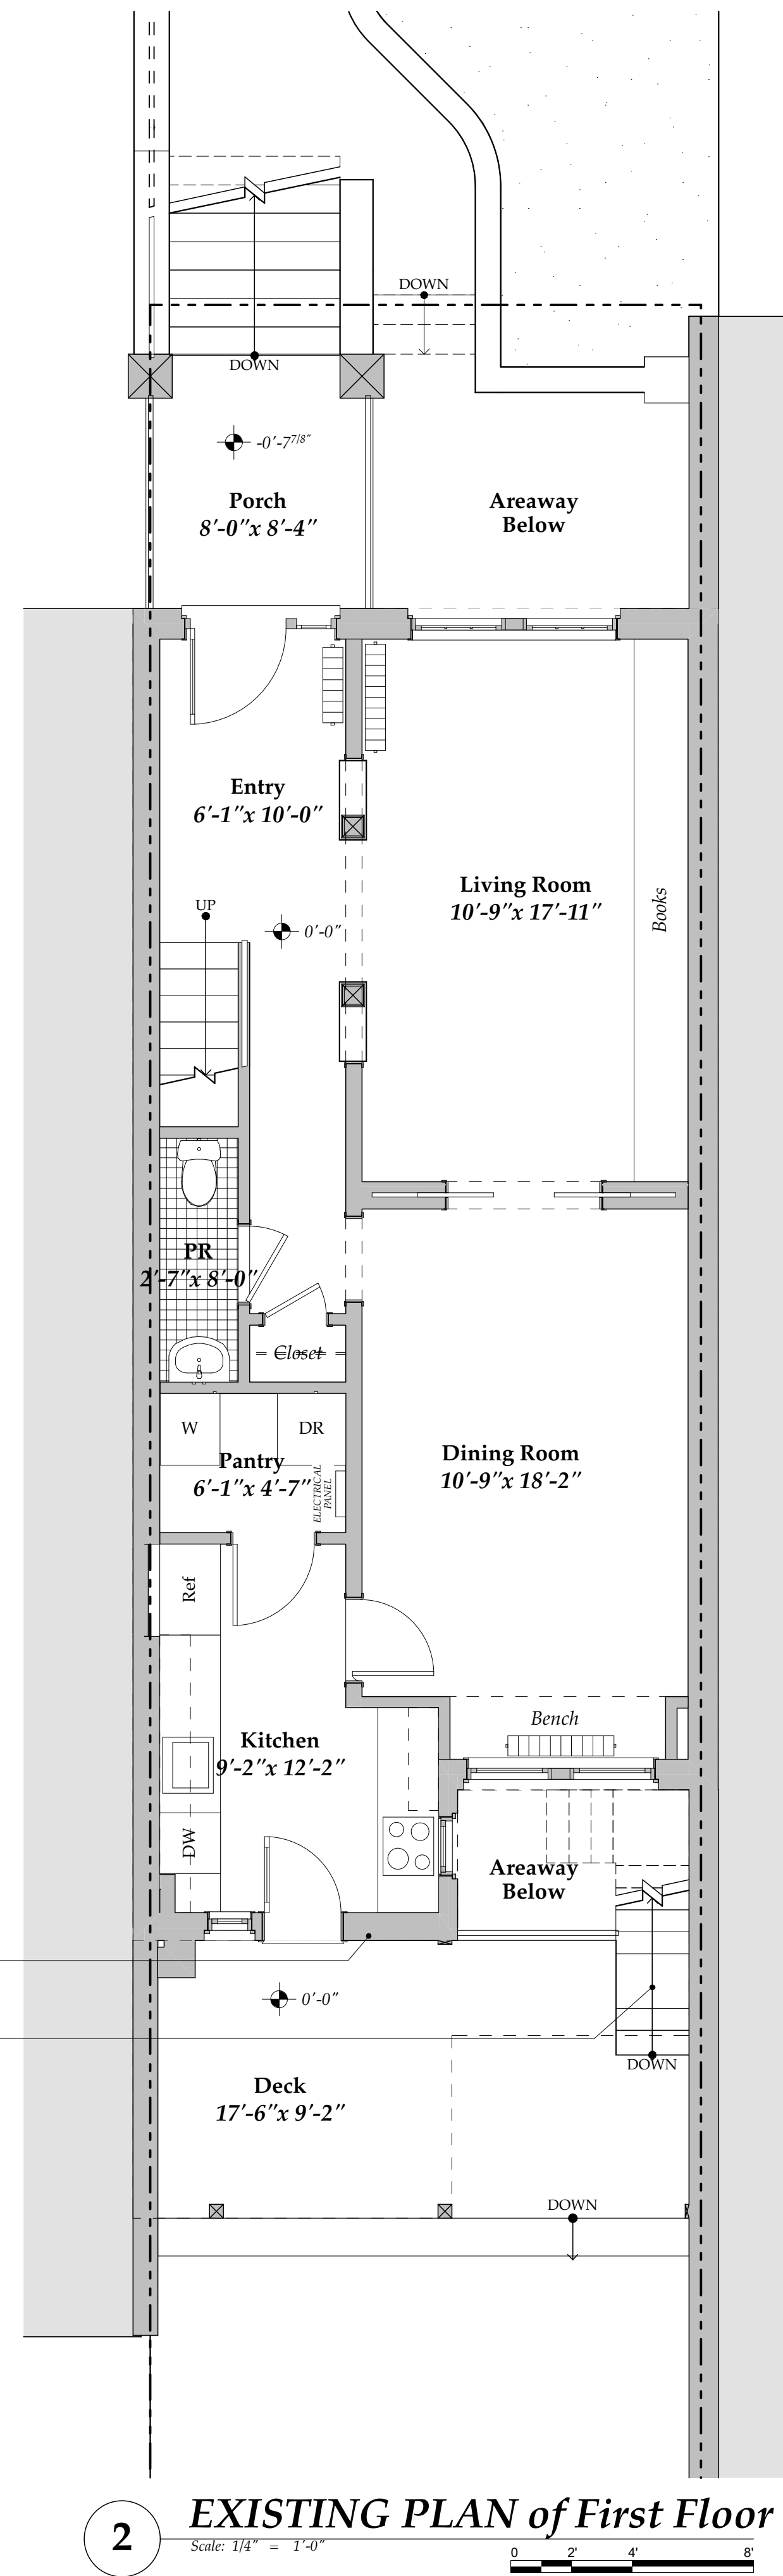 DOWN
DOWN
-0'-7 7/8"
Porch
8'-0"x 8'-4"
Areaway
Below
Entry
6'-1"x 10'-0"
Living Room
10'-9"x 17'-11"
Books
UP
0'-0"
PR
2'-7"x 8'-0"
Closet
W
DR
Pantry
6'-1"x 4'-7"
ELECTRICAL
PANEL
Dining Room
10'-9"x 18'-2"
Ref
Bench
Kitchen
9'-2"x 12'-2"
DW
Areaway
Below
0'-0"
DOWN
Deck
17'-6"x 9'-2"
DOWN
2
EXISTING PLAN of First Floor
Scale: 1/4" = 1'-0"
0 2' 4' 8'